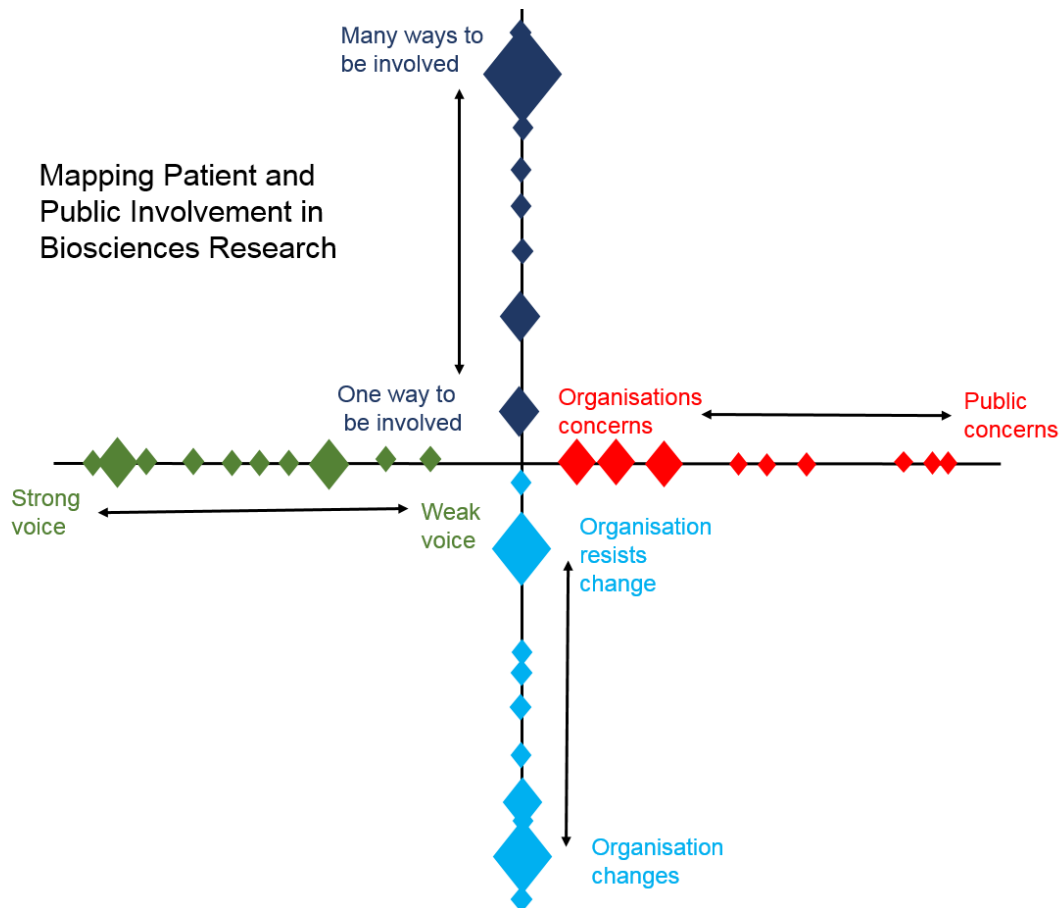 Many ways to
be involved
Mapping Patient and
Public Involvement in
Biosciences Research
One way to
be involved
Organisations
concerns
Public
concerns
Strong
voice
Weak
voice
Organisation
resists
change
Organisation
changes